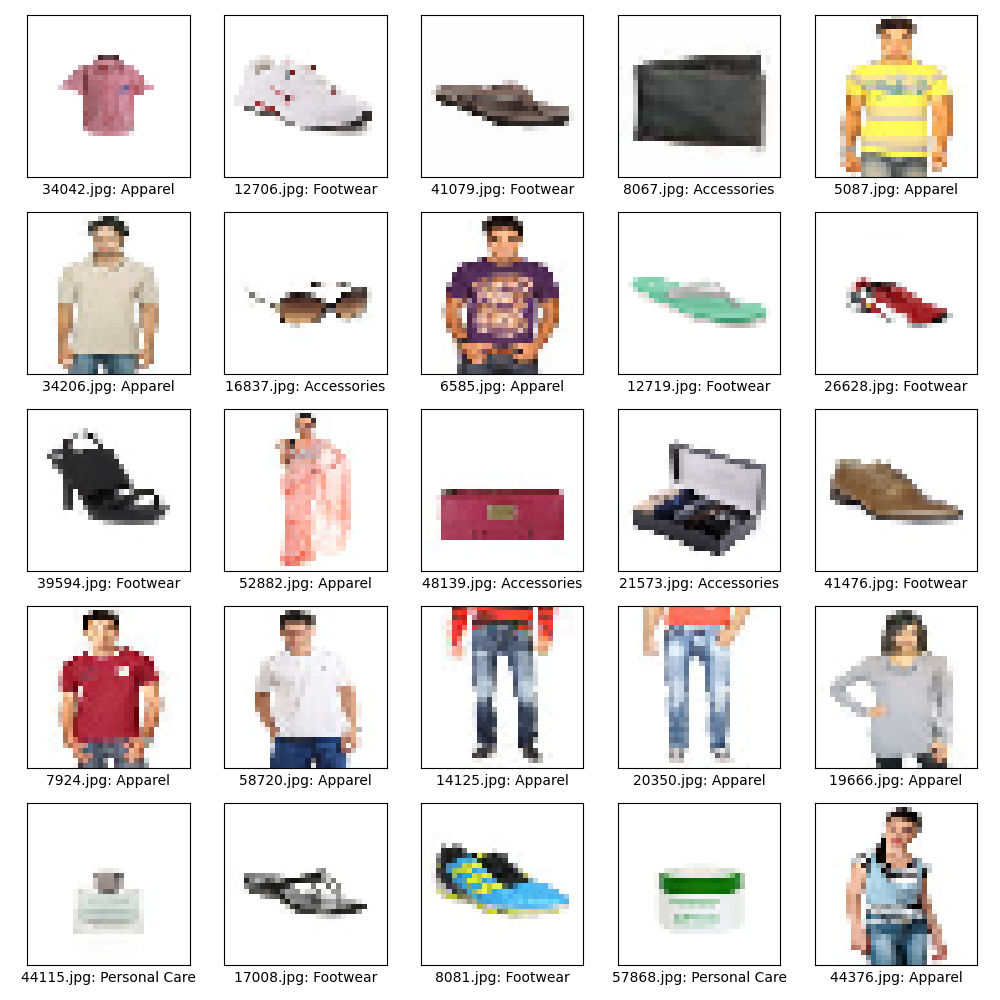 34042.jpg: Apparel
12706.jpg: Footwear
41079.jpg: Footwear
8067.jpg: Accessories
5087.jpg: Apparel
34206.jpg: Apparel
16837.jpg: Accessories
6585.jpg: Apparel
12719.jpg: Footwear
26628.jpg: Footwear
39594.jpg: Footwear
52882.jpg: Apparel
48139.jpg: Accessories
21573.jpg: Accessories
41476.jpg: Footwear
7924.jpg: Apparel
58720.jpg: Apparel
14125.jpg: Apparel
20350.jpg: Apparel
19666.jpg: Apparel
44115.jpg: Personal Care
17008.jpg: Footwear
8081.jpg: Footwear
57868.jpg: Personal Care
44376.jpg: Apparel